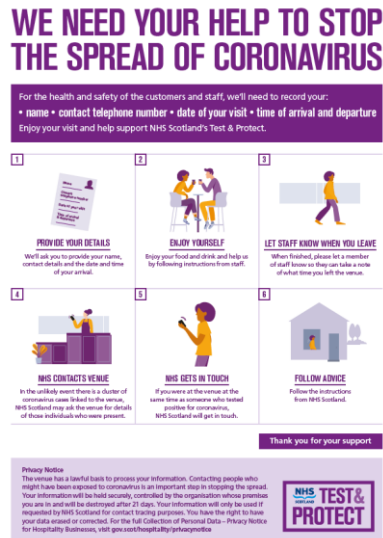 WE NEED YOUR HELP TO STOP
THE SPREAD OF CORONAVIRUS
For the health and safety of the customers and staff, we'll need to record your:
• name • contact telephone number • date of your visit • time of arrival and departure
Enjoy your visit and help support NHS Scotland's Test & Protect.
1
PROVIDE YOUR DETAILS
We'll ask you to provide your name,
contact details and the date and time
of your arrival.
2
ENJOY YOURSELF
Enjoy your food and drink and help us
by following instructions from staff.
3
LET STAFF KNOW WHEN YOU LEAVE
When finished, please let a member
of staff know so they can take a note
of what time you left the venue.
4
NHS CONTACTS VENUE
In the unlikely event there is a cluster of
coronavirus cases linked to the venue,
NHS Scotland may ask the venue for details
of those individuals who were present.
5
NHS GETS IN TOUCH
If you were at the venue at the
same time as someone who tested
positive for coronavirus,
NHS Scotland will get in touch.
6
FOLLOW ADVICE
Follow the instructions
from NHS Scotland.
Thank you for your support
Privacy Notice
The venue has a lawful basis to process your information. Contacting people who
might have been exposed to coronavirus is an important step in stopping the spread.
Your information will be held securely, controlled by the organisation whose premises
you are in and will be destroyed after 21 days. Your information will only be used if
requested by NHS Scotland for contact tracing purposes. You have the right to have
your data erased or corrected. For the full Collection of Personal Data – Privacy Notice
for Hospitality Businesses, visit gov.scot/hospitality/privacynotice
NHS
SCOTLAND
TEST&
PROTECT